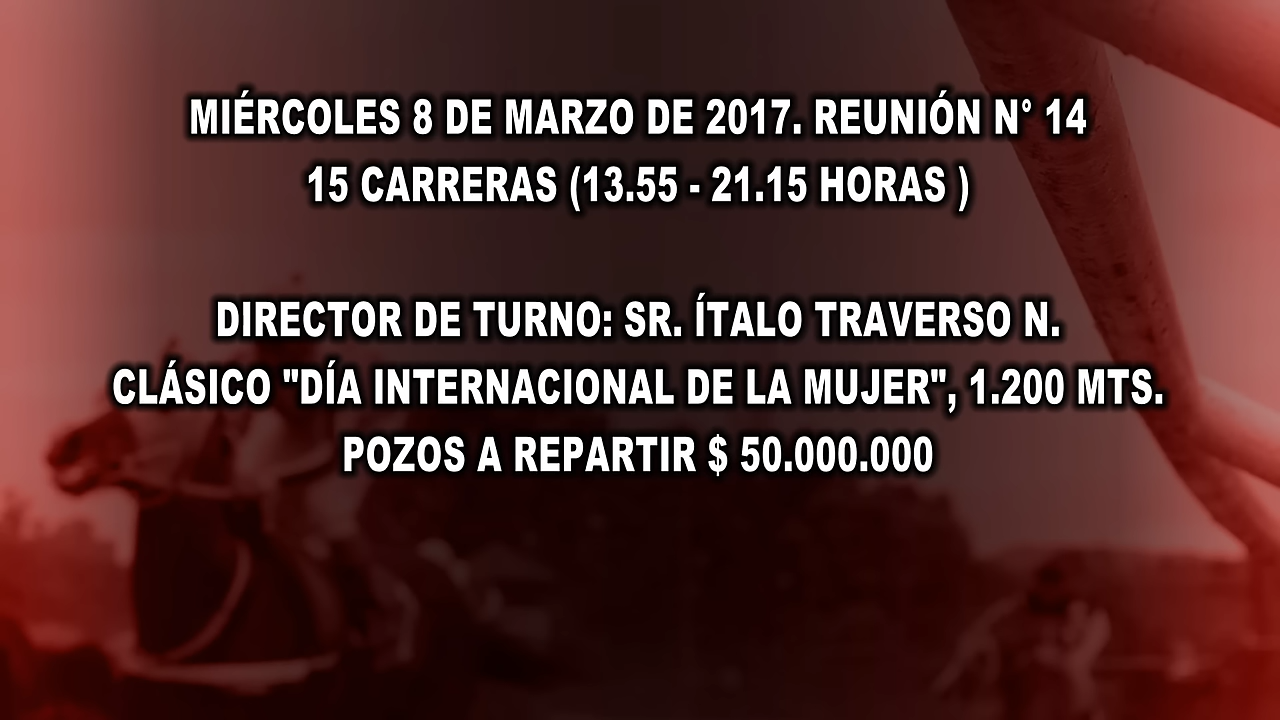 MIÉRCOLES 8 DE MARZO DE 2017. REUNIÓN N° 14
15 CARRERAS (13.55 - 21.15 HORAS )
DIRECTOR DE TURNO: SR. ÍTALO TRAVERSO N.
CLÁSICO "DÍA INTERNACIONAL DE LA MUJER", 1.200 MTS.
POZOS A REPARTIR $ 50.000.000